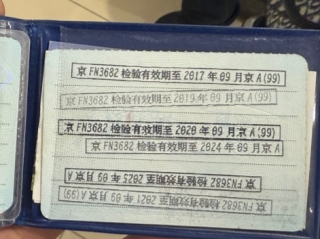 京 FN3682 检验有效期至 2017 年 09 月京 A(99)
京 FN3682 检验有效期至 2019 年 09 月京 A(99)
京 FN3682 检验有效期至 2020 年 09 月京 A(99)
京 FN3682 检验有效期至 2024 年 09 月京 A
京 FN3682 检验有效期至 2025 年 09 月京 A
京 FN3682 检验有效期至 2021 年 09 月京 A(99)